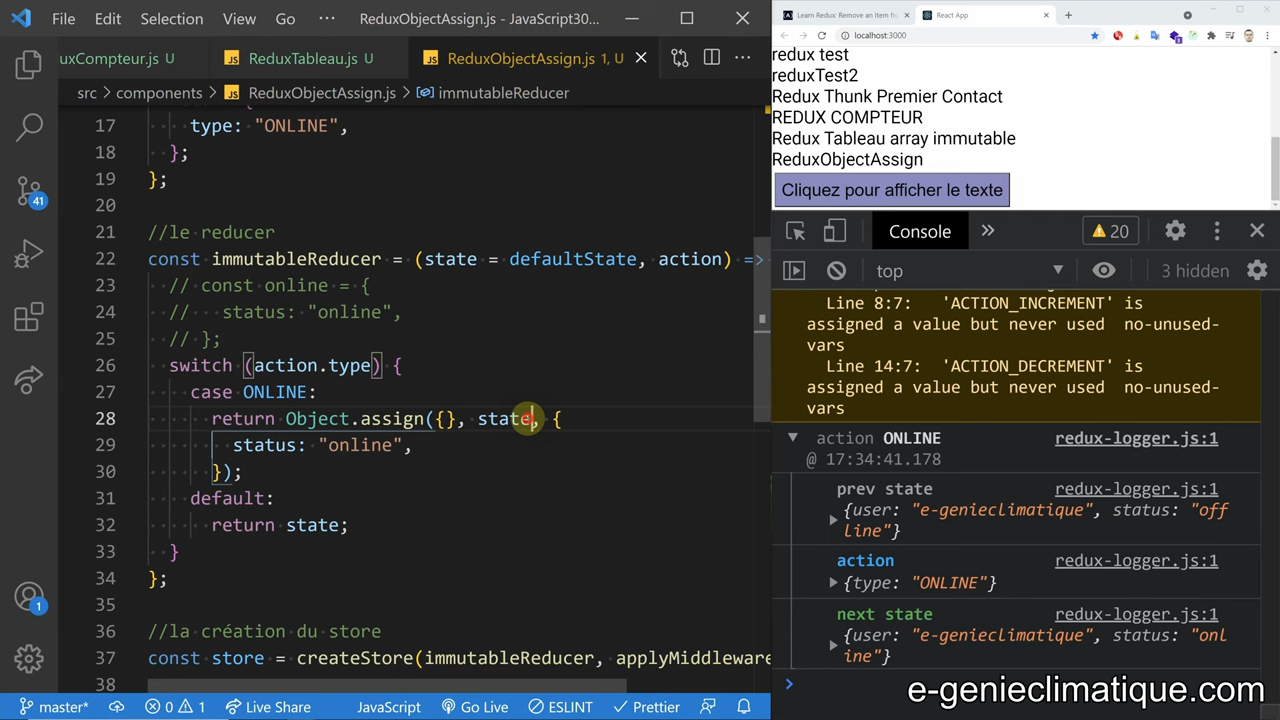 File Edit Selection View Go ··· ReduxObjectAssign.js - JavaScript30...
uxCompteur.js U ReduxTableau.js U ReduxObjectAssign.js 1, U
src > components > ReduxObjectAssign.js > immutableReducer
17 type: "ONLINE",
18 };
19 };
20
21 //le reducer
22 const immutableReducer = (state = defaultState, action) =>
23 // const online = {
24 // status: "online",
25 // };
26 switch (action.type) {
27 case ONLINE:
28 return Object.assign({}, state, {
29 status: "online",
30 });
31 default:
32 return state;
33 }
34 };
35
36 //la création du store
37 const store = createStore(immutableReducer, applyMiddleware
38
41
1
master* 0 1 Live Share JavaScript Go Live ESLINT Prettier
Learn Redux: Remove an Item fr React App
localhost:3000
redux test
reduxTest2
Redux Thunk Premier Contact
REDUX COMPTEUR
Redux Tableau array immutable
ReduxObjectAssign
Cliquez pour afficher le texte
Console » 20
top 3 hidden
Line 8:7: 'ACTION_INCREMENT' is
assigned a value but never used no-unused-
vars
Line 14:7: 'ACTION_DECREMENT' is
assigned a value but never used no-unused-
vars
action ONLINE redux-logger.js:1
@ 17:34:41.178
prev state redux-logger.js:1
{user: "e-genieclimatique", status: "off
line"}
action redux-logger.js:1
{type: "ONLINE"}
next state redux-logger.js:1
{user: "e-genieclimatique", status: "onl
ine"}
e-genieclimatique.com